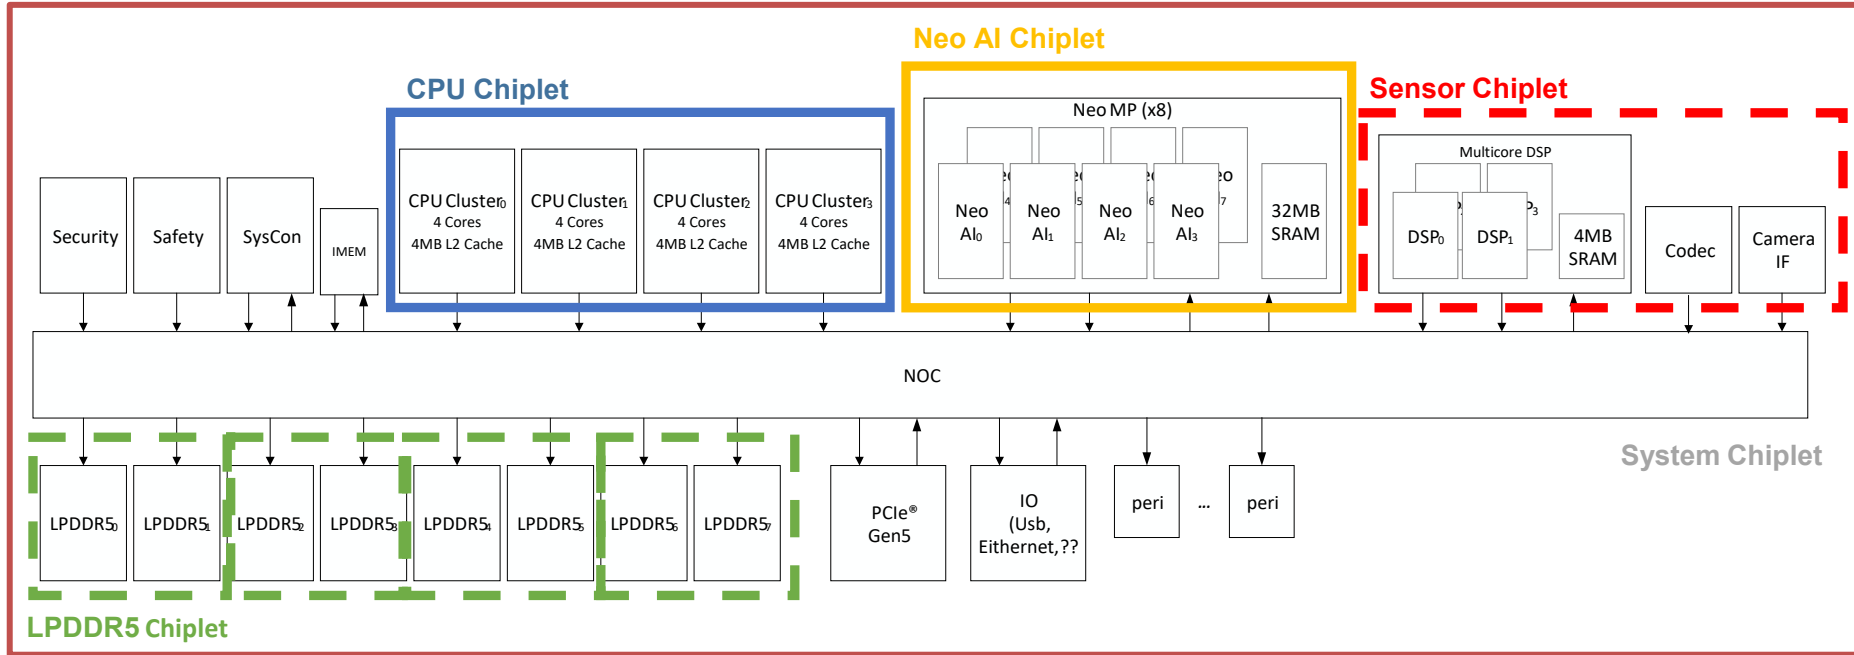 Neo AI Chiplet
CPU Chiplet
Sensor Chiplet
Neo MP (x8)
Multicore DSP
Security
Safety
SysCon
IMEM
CPU Cluster0
4 Cores
4MB L2 Cache
CPU Cluster1
4 Cores
4MB L2 Cache
CPU Cluster2
4 Cores
4MB L2 Cache
CPU Cluster3
4 Cores
4MB L2 Cache
Neo
AI0
Neo
AI1
Neo
AI2
Neo
AI3
32MB
SRAM
DSP0
DSP1
4MB
SRAM
Codec
Camera
IF
NOC
System Chiplet
LPDDR50
LPDDR51
LPDDR52
LPDDR53
LPDDR54
LPDDR55
LPDDR56
LPDDR57
PCIe®
Gen5
IO
(Usb,
Eithernet,??
peri
...
peri
LPDDR5 Chiplet